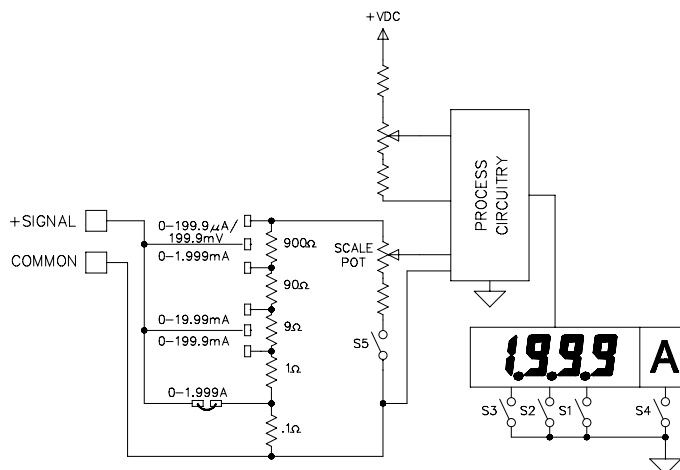 +VDC
PROCESS
CIRCUITRY
+SIGNAL
COMMON
0-199.9µA/
199.9mV
0-1.999mA
0-19.99mA
0-199.9mA
0-1.999A
900Ω
90Ω
9Ω
1Ω
.1Ω
SCALE
POT
S5
1.9.9.9
A
S3
S2
S1
S4